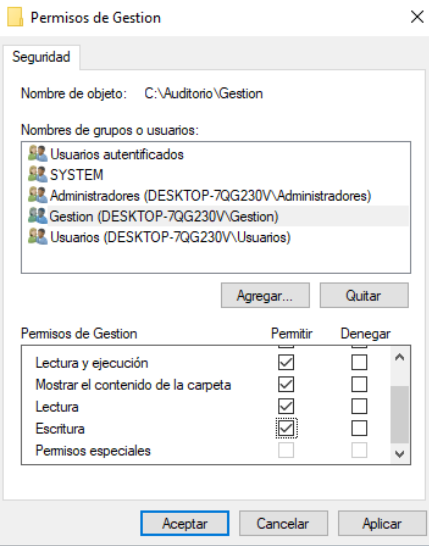 Permisos de Gestion
Seguridad
Nombre de objeto: C:\Auditorio\Gestion
Nombres de grupos o usuarios:
Usuarios autentificados
SYSTEM
Administradores (DESKTOP-7QG230V\Administradores)
Gestion (DESKTOP-7QG230V\Gestion)
Usuarios (DESKTOP-7QG230V\Usuarios)
Agregar... Quitar
Permisos de Gestion Permitir Denegar
Lectura y ejecución
Mostrar el contenido de la carpeta
Lectura
Escritura
Permisos especiales
Aceptar Cancelar Aplicar